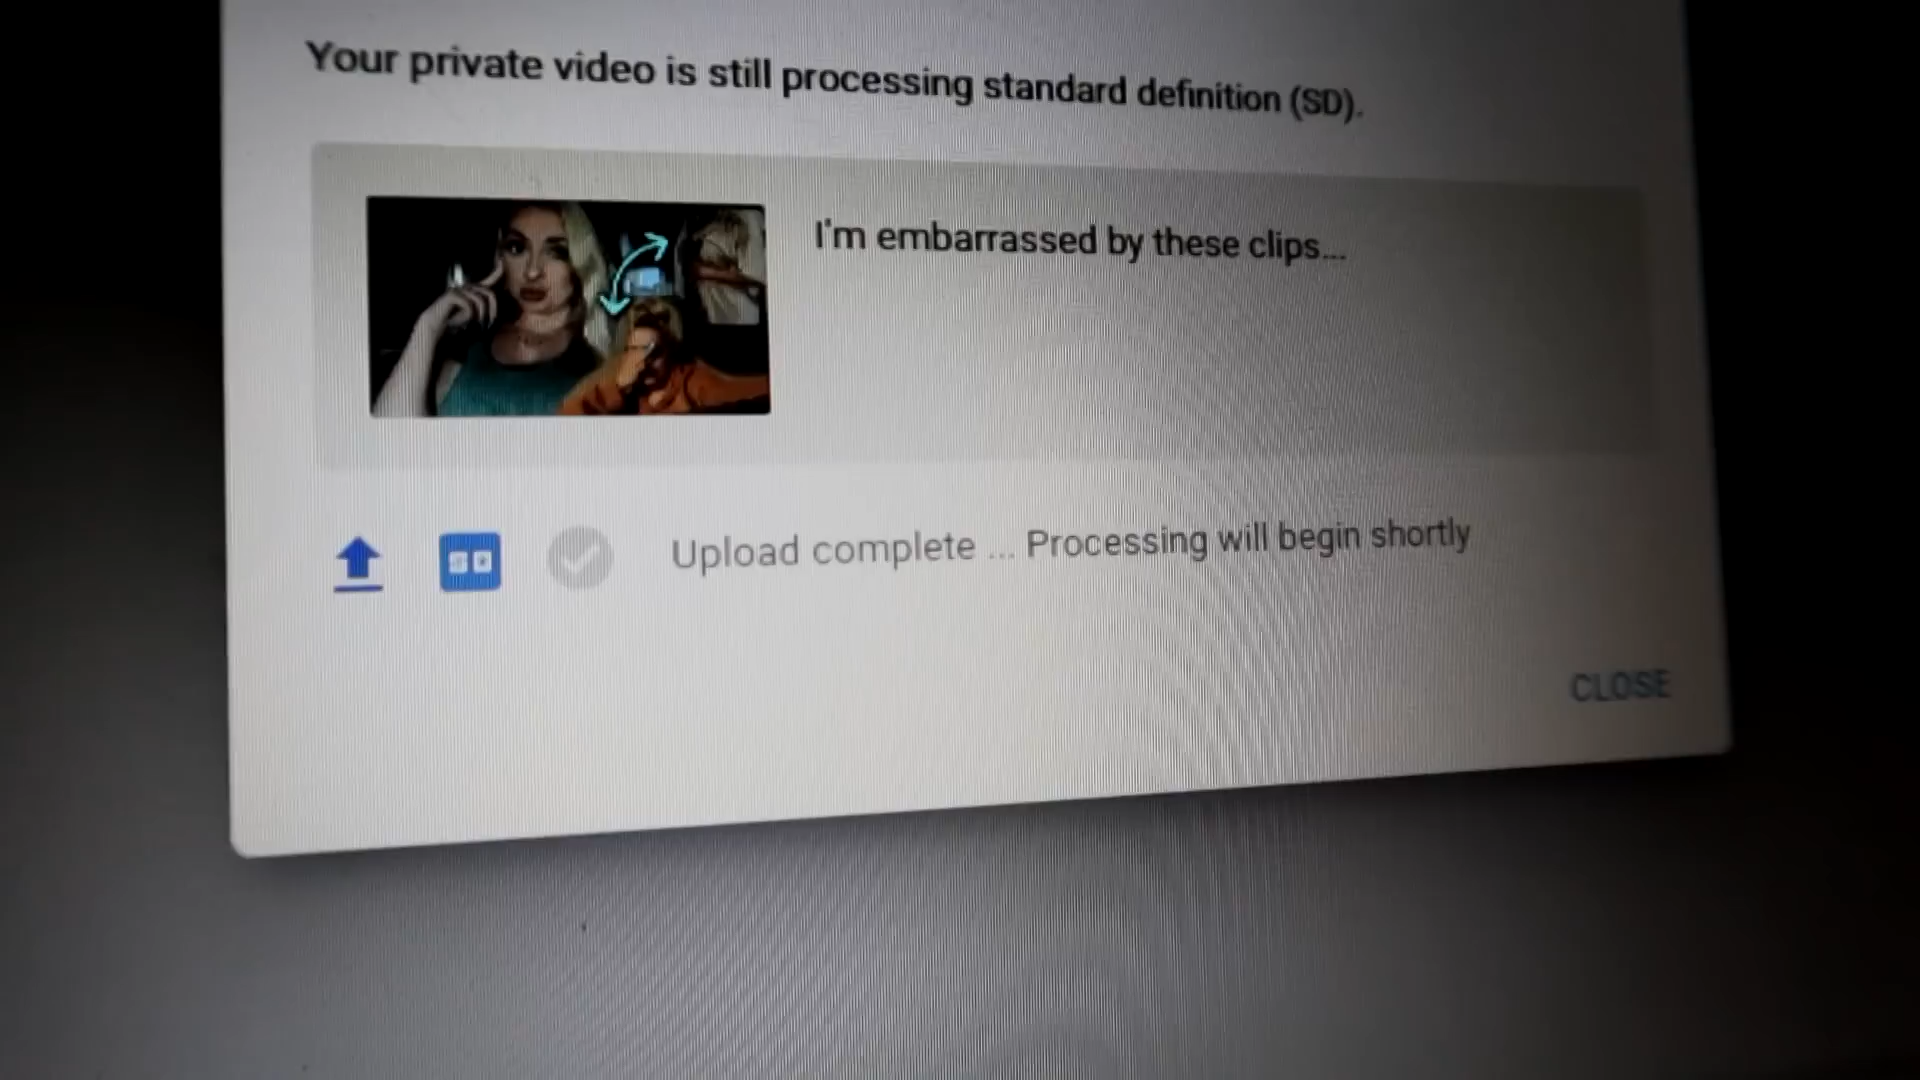 Your private video is still processing standard definition (SD).
I'm embarrassed by these clips...
Upload complete ... Processing will begin shortly
CLOSE